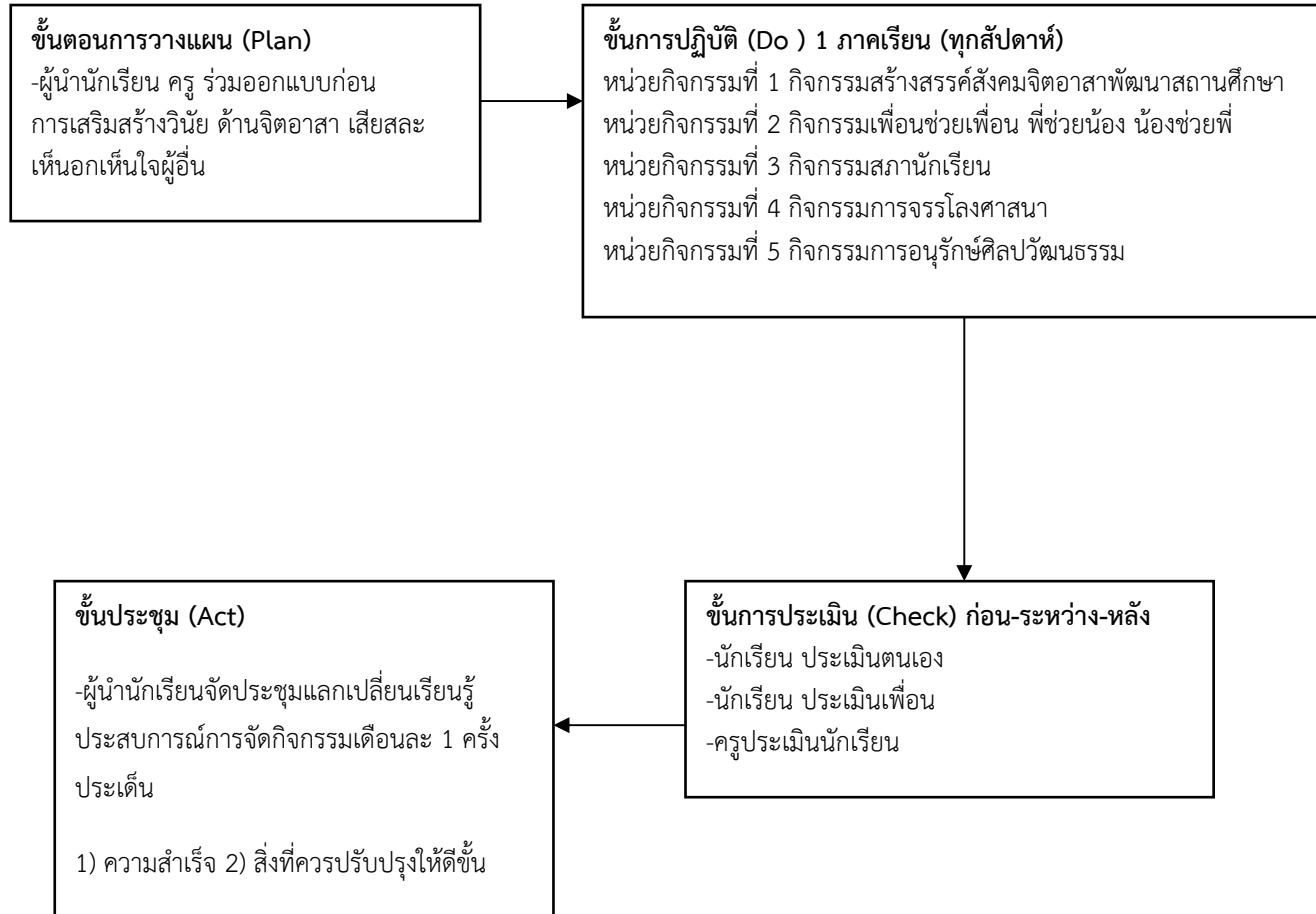 ขั้นตอนการวางแผน (Plan)
-ผู้นำนักเรียน ครู ร่วมออกแบบก่อน
การเสริมสร้างวินัย ด้านจิตอาสา เสียสละ
เห็นอกเห็นใจผู้อื่น
ขั้นการปฏิบัติ (Do ) 1 ภาคเรียน (ทุกสัปดาห์)
หน่วยกิจกรรมที่ 1 กิจกรรมสร้างสรรค์สังคมจิตอาสาพัฒนาสถานศึกษา
หน่วยกิจกรรมที่ 2 กิจกรรมเพื่อนช่วยเพื่อน พี่ช่วยน้อง น้องช่วยพี่
หน่วยกิจกรรมที่ 3 กิจกรรมสภานักเรียน
หน่วยกิจกรรมที่ 4 กิจกรรมการจรรโลงศาสนา
หน่วยกิจกรรมที่ 5 กิจกรรมการอนุรักษ์ศิลปวัฒนธรรม
ขั้นการประเมิน (Check) ก่อน-ระหว่าง-หลัง
-นักเรียน ประเมินตนเอง
-นักเรียน ประเมินเพื่อน
-ครูประเมินนักเรียน
ขั้นประชุม (Act)
-ผู้นำนักเรียนจัดประชุมแลกเปลี่ยนเรียนรู้
ประสบการณ์การจัดกิจกรรมเดือนละ 1 ครั้ง
ประเด็น
1) ความสำเร็จ 2) สิ่งที่ควรปรับปรุงให้ดีขั้น